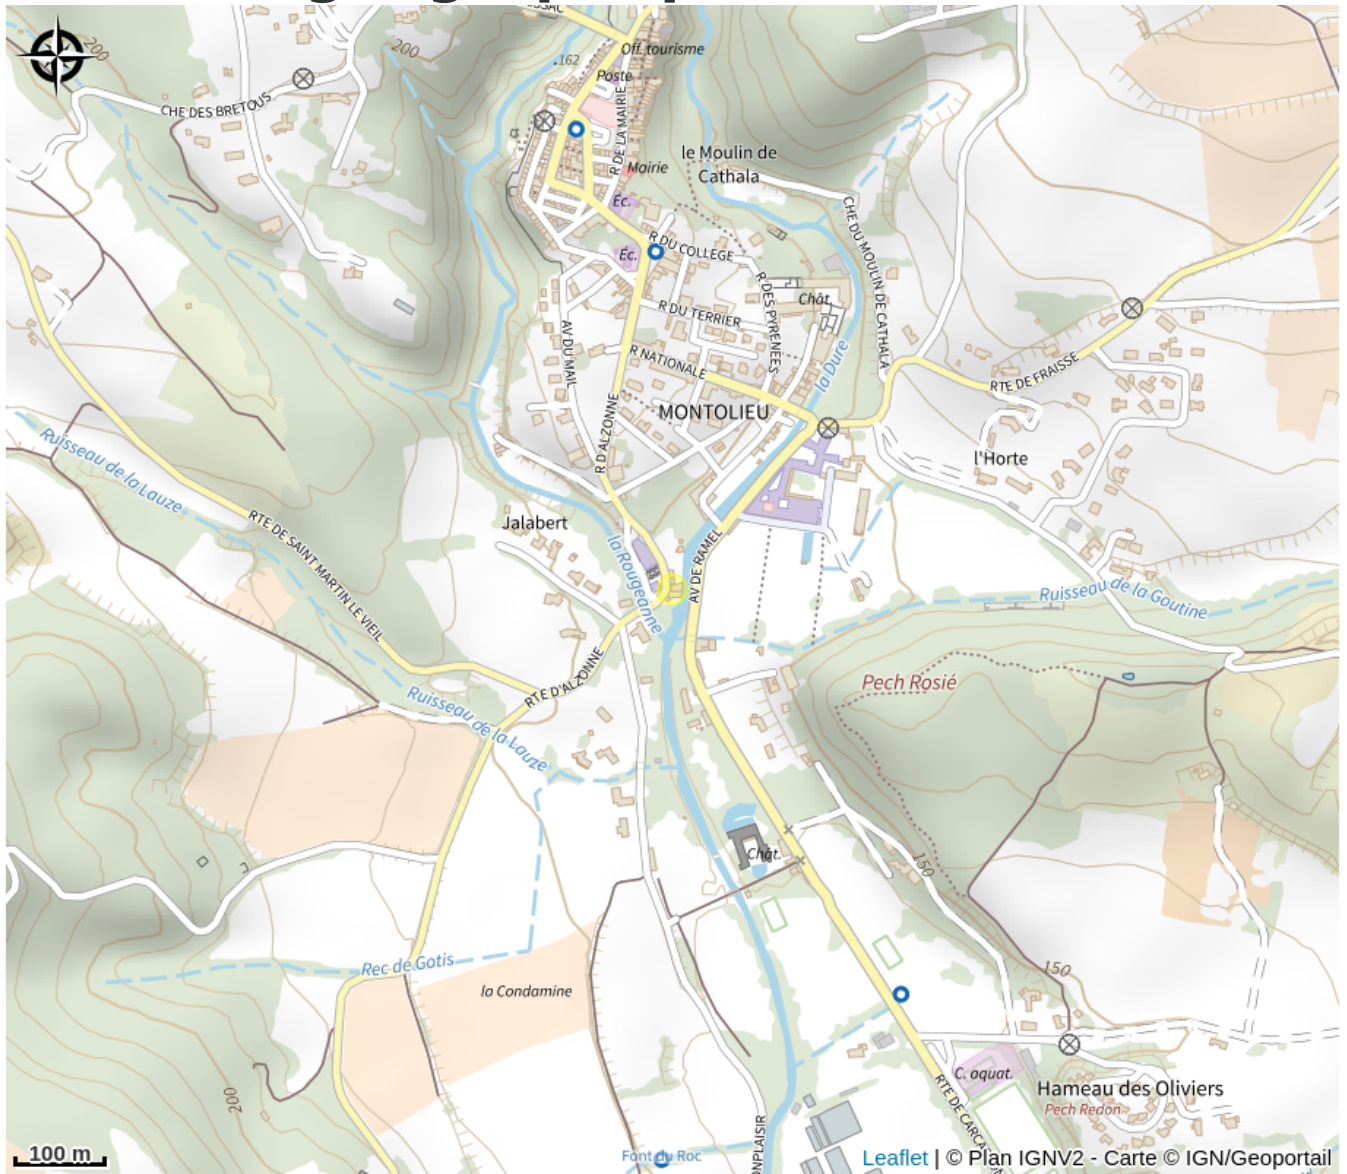 Off. tourisme
200
200
.162
Poste
CHE DES BRETOUS
R DE LA MAIRIE
le Moulin de
Cathala
Mairie
Éc.
CHE DU MOULIN DE CATHALA
R DU COLLEGE
Éc.
R DES PYRENEES
Chât.
R DU TERRIER
AV DU MAIL
R NATIONALE
la Dure
RTE DE FRAISSE
MONTOLIEU
R D'ALZONNE
Ruisseau de la Lauze
l'Horte
RTE DE SAINT MARTIN LE VIEIL
Jalabert
la Rougeanne
AV DE RAMEL
Ruisseau de la Goutine
RTE D'ALZONNE
Pech Rosié
Ruisseau de la Lauze
Chât.
150
Rec de Gotis
150
la Condamine
C. aquat.
Hameau des Oliviers
Pech Redon
200
100 m
Font du Roc
Leaflet | © Plan IGNV2 - Carte © IGN/Geoportail